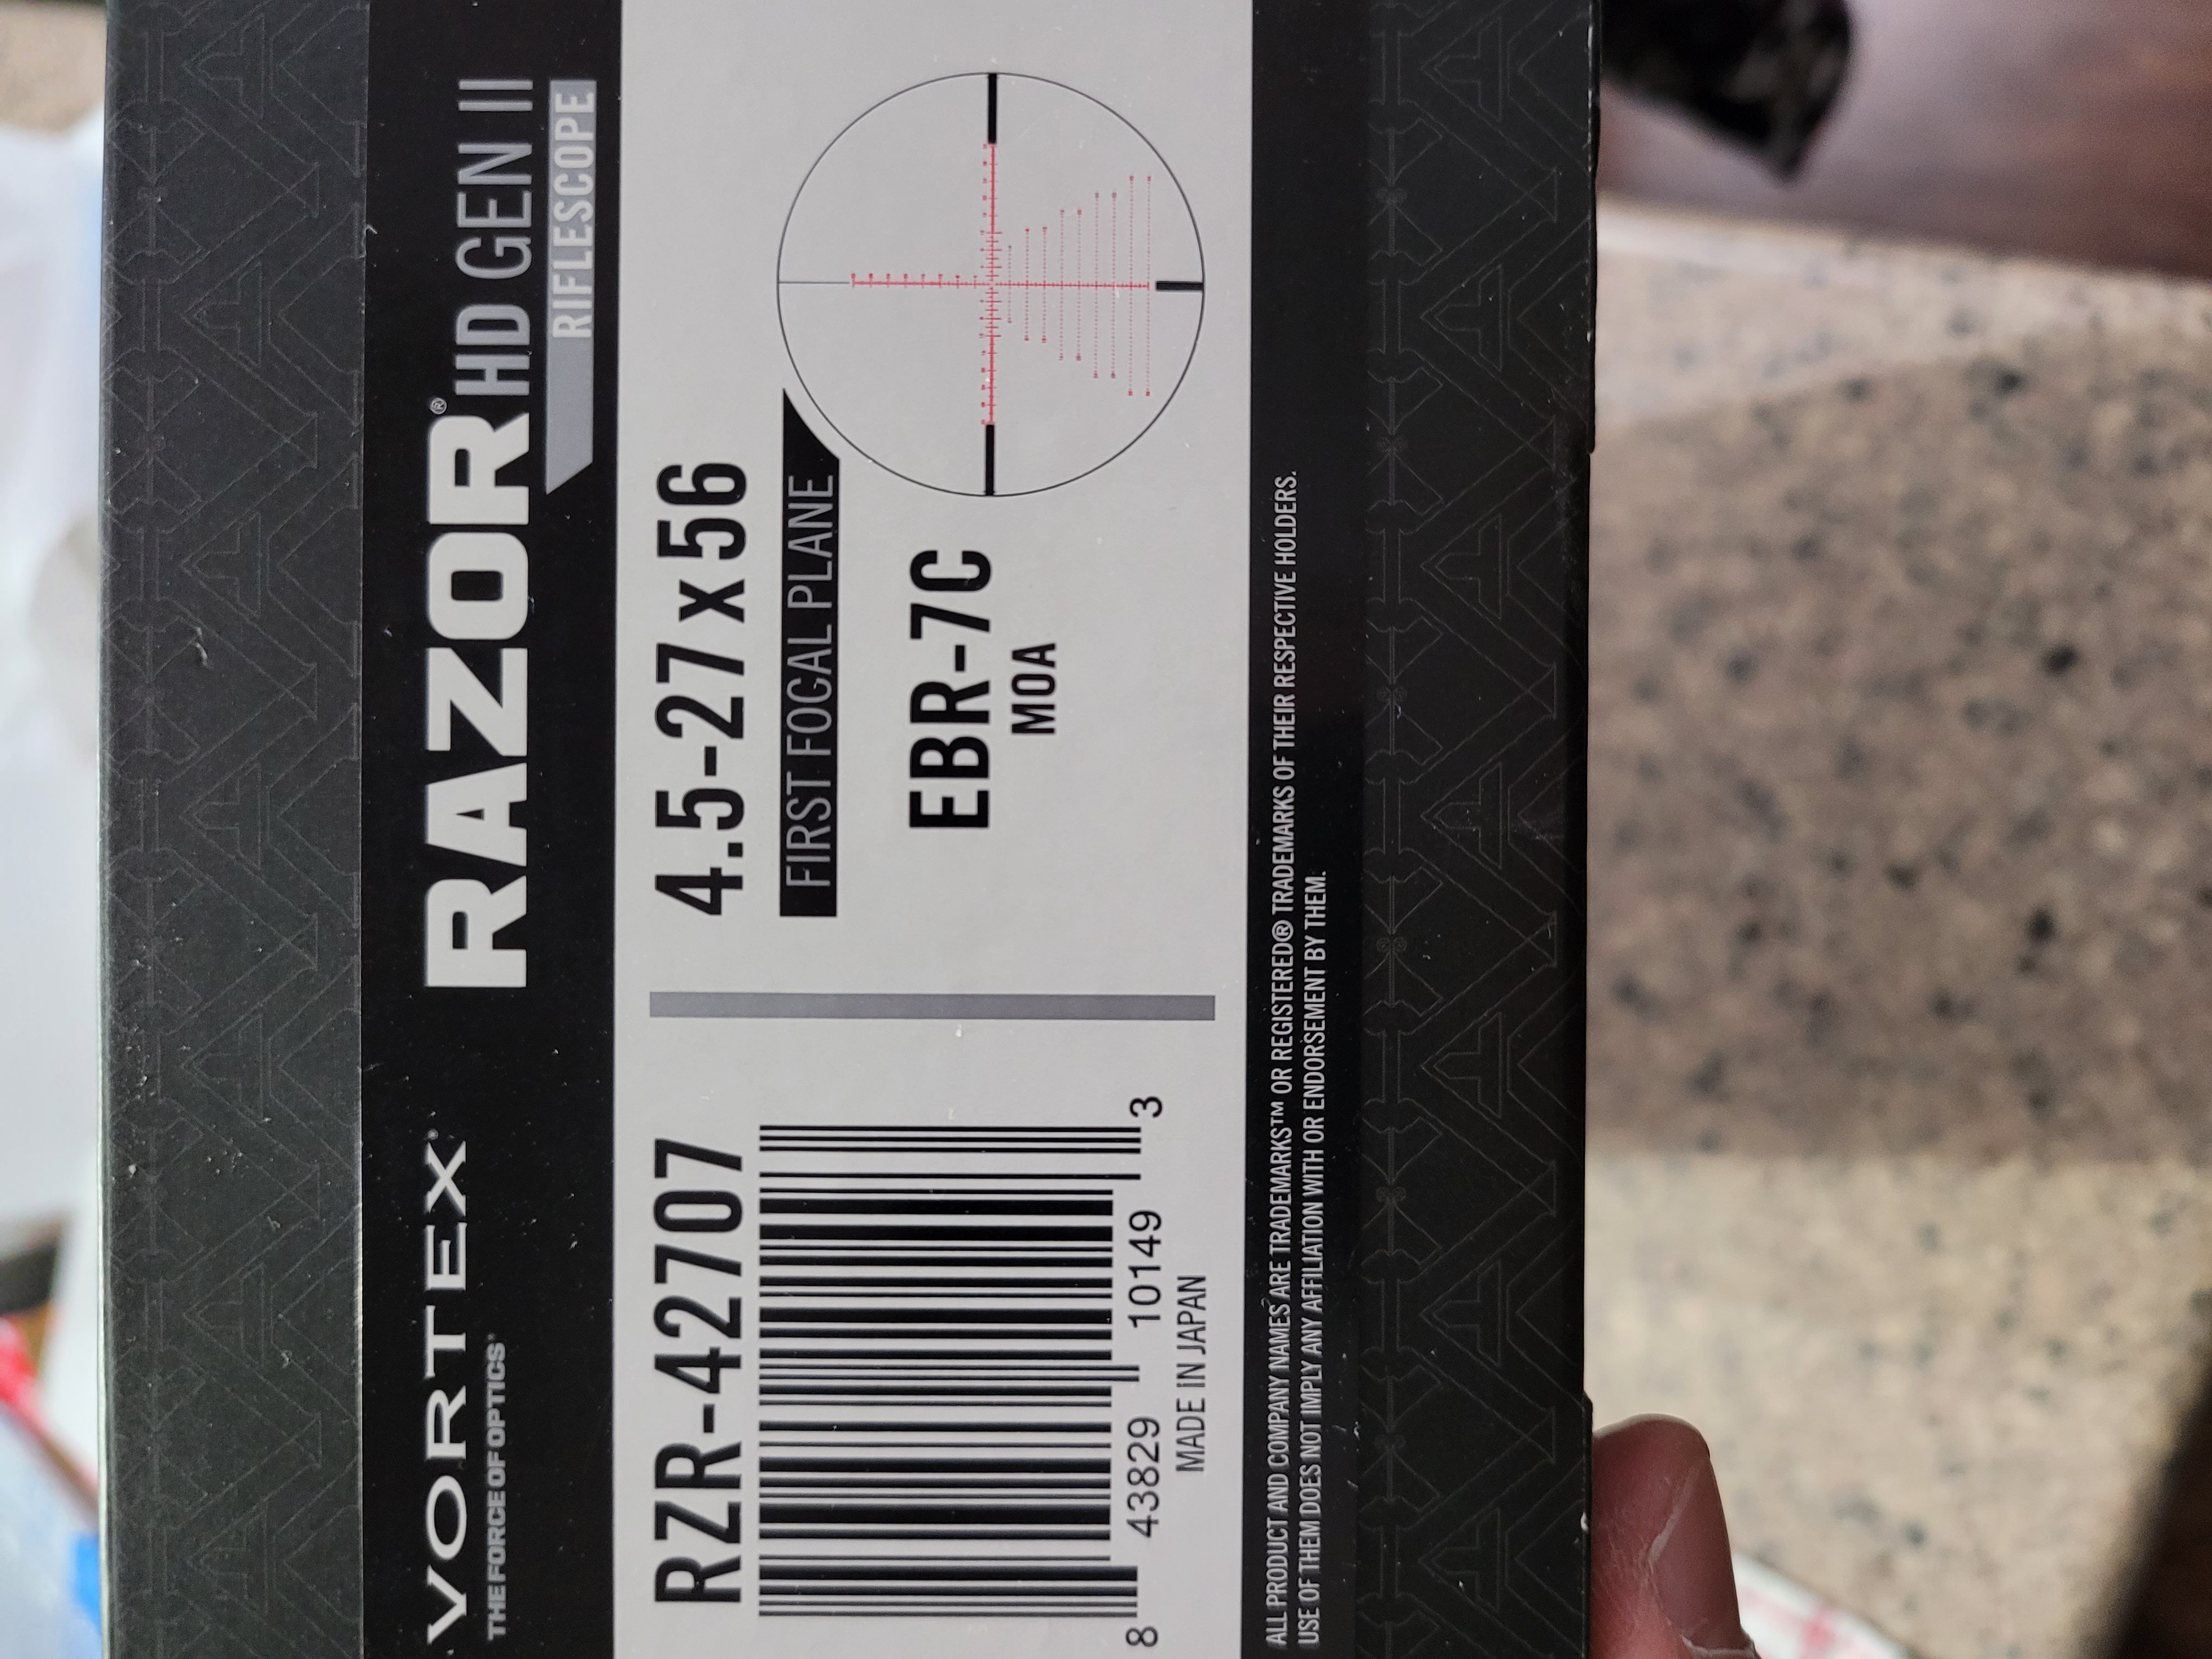 VORTEX®
THE FORCE OF OPTICS®
RAZOR® HD GEN II
RIFLESCOPE
RZR-42707
8 43829 10149 3
MADE IN JAPAN
4.5-27x56
FIRST FOCAL PLANE
EBR-7C
MOA
ALL PRODUCT AND COMPANY NAMES ARE TRADEMARKS™ OR REGISTERED® TRADEMARKS OF THEIR RESPECTIVE HOLDERS.
USE OF THEM DOES NOT IMPLY ANY AFFILIATION WITH OR ENDORSEMENT BY THEM.